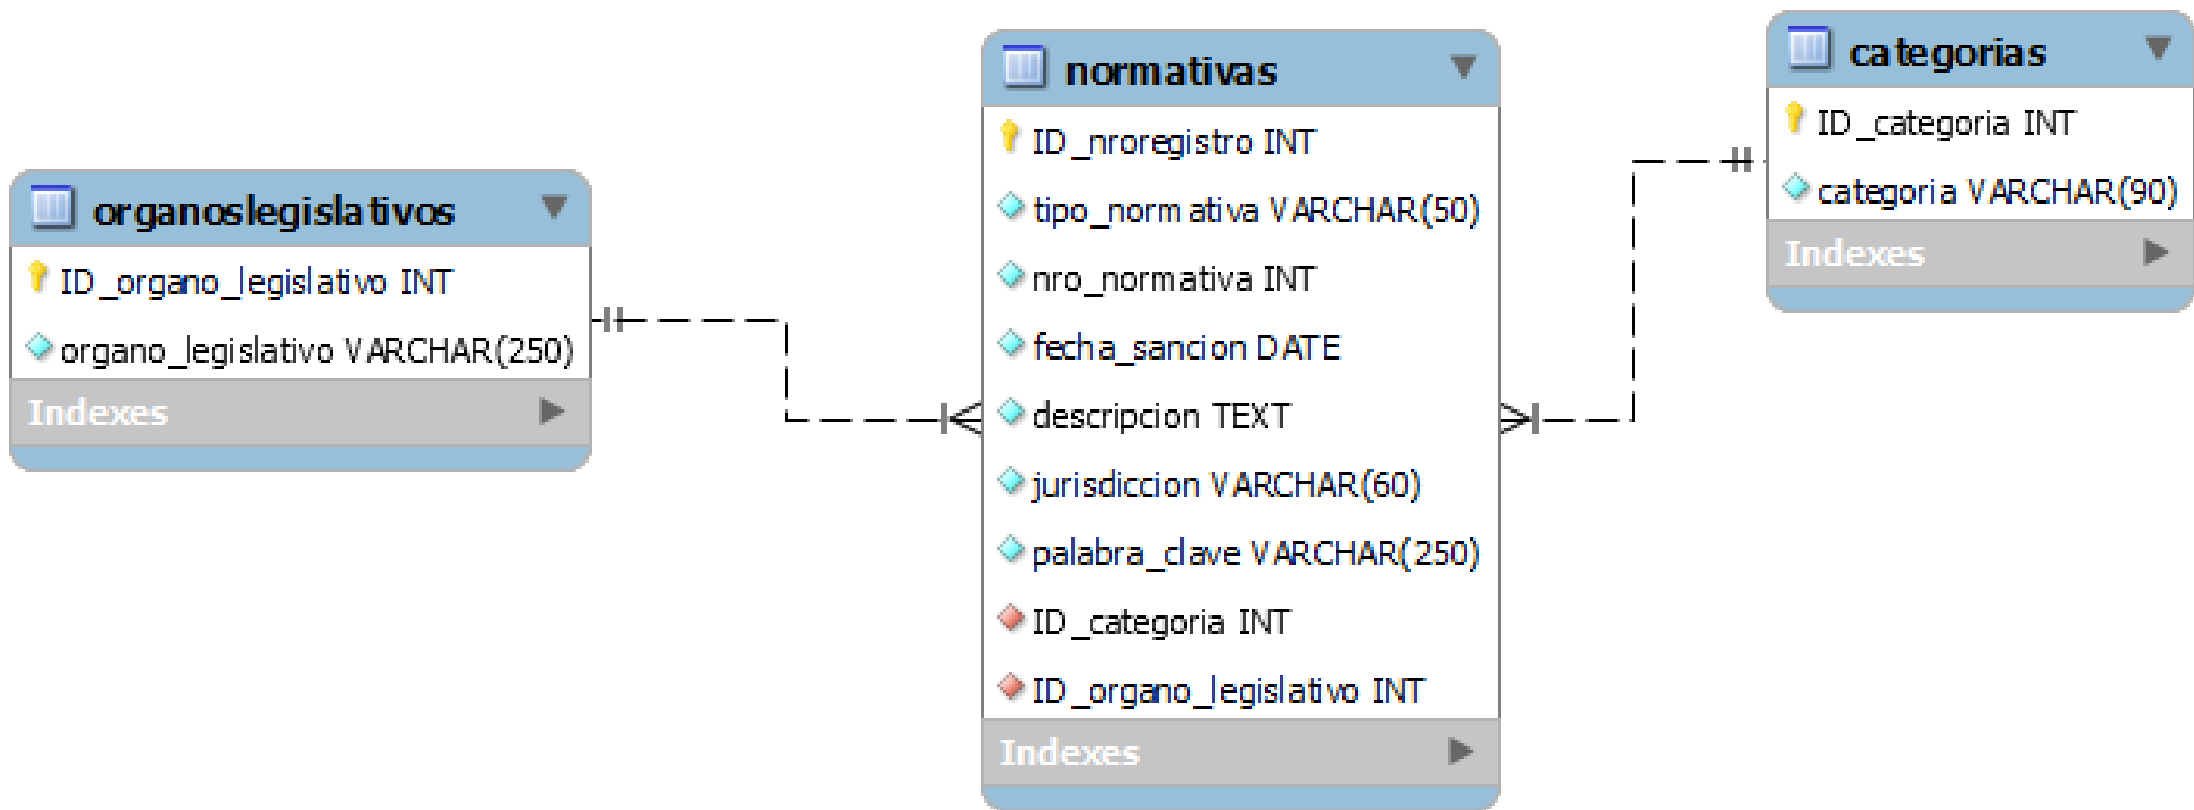 organoslegislativos
ID_organo_legislativo INT
organo_legislativo VARCHAR(250)
Indexes
normativas
ID_nroregistro INT
tipo_normativa VARCHAR(50)
nro_normativa INT
fecha_sancion DATE
descripcion TEXT
jurisdiccion VARCHAR(60)
palabra_clave VARCHAR(250)
ID_categoria INT
ID_organo_legislativo INT
Indexes
categorias
ID_categoria INT
categoria VARCHAR(90)
Indexes